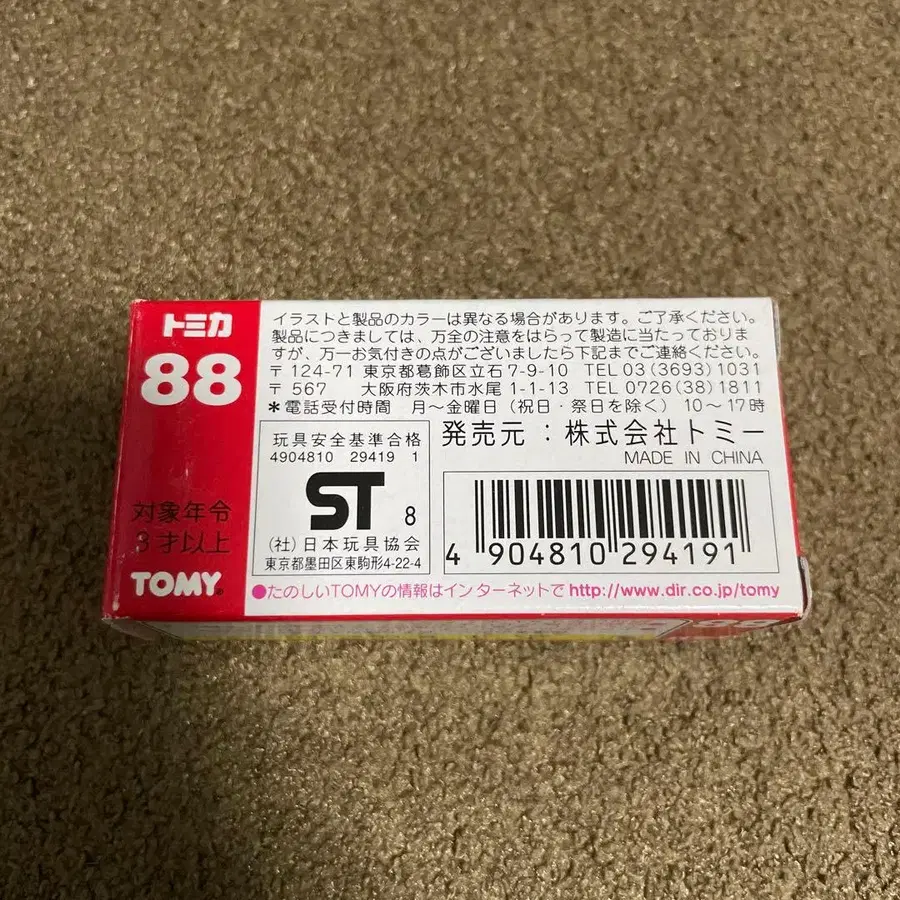 トミカ
88
対象年令
3才以上
TOMY®
イラストと製品のカラーは異なる場合があります。ご了承ください。
製品につきましては、万全の注意をはらって製造に当たっておりま
すが、万一お気付きの点がございましたら下記までご連絡ください。
〒124-71 東京都葛飾区立石7-9-10 TEL 03(3693)1031
〒567 大阪府茨木市水尾1-1-13 TEL 0726(38)1811
*電話受付時間 月~金曜日(祝日・祭日を除く)10~17時
玩具安全基準合格
4904810 29419 1
ST 8
(社)日本玩具協会
東京都墨田区東駒形4-22-4
発売元:株式会社トミー
MADE IN CHINA
4 904810 294191
●たのしいTOMYの情報はインターネットで http://www.dir.co.jp/tomy
88